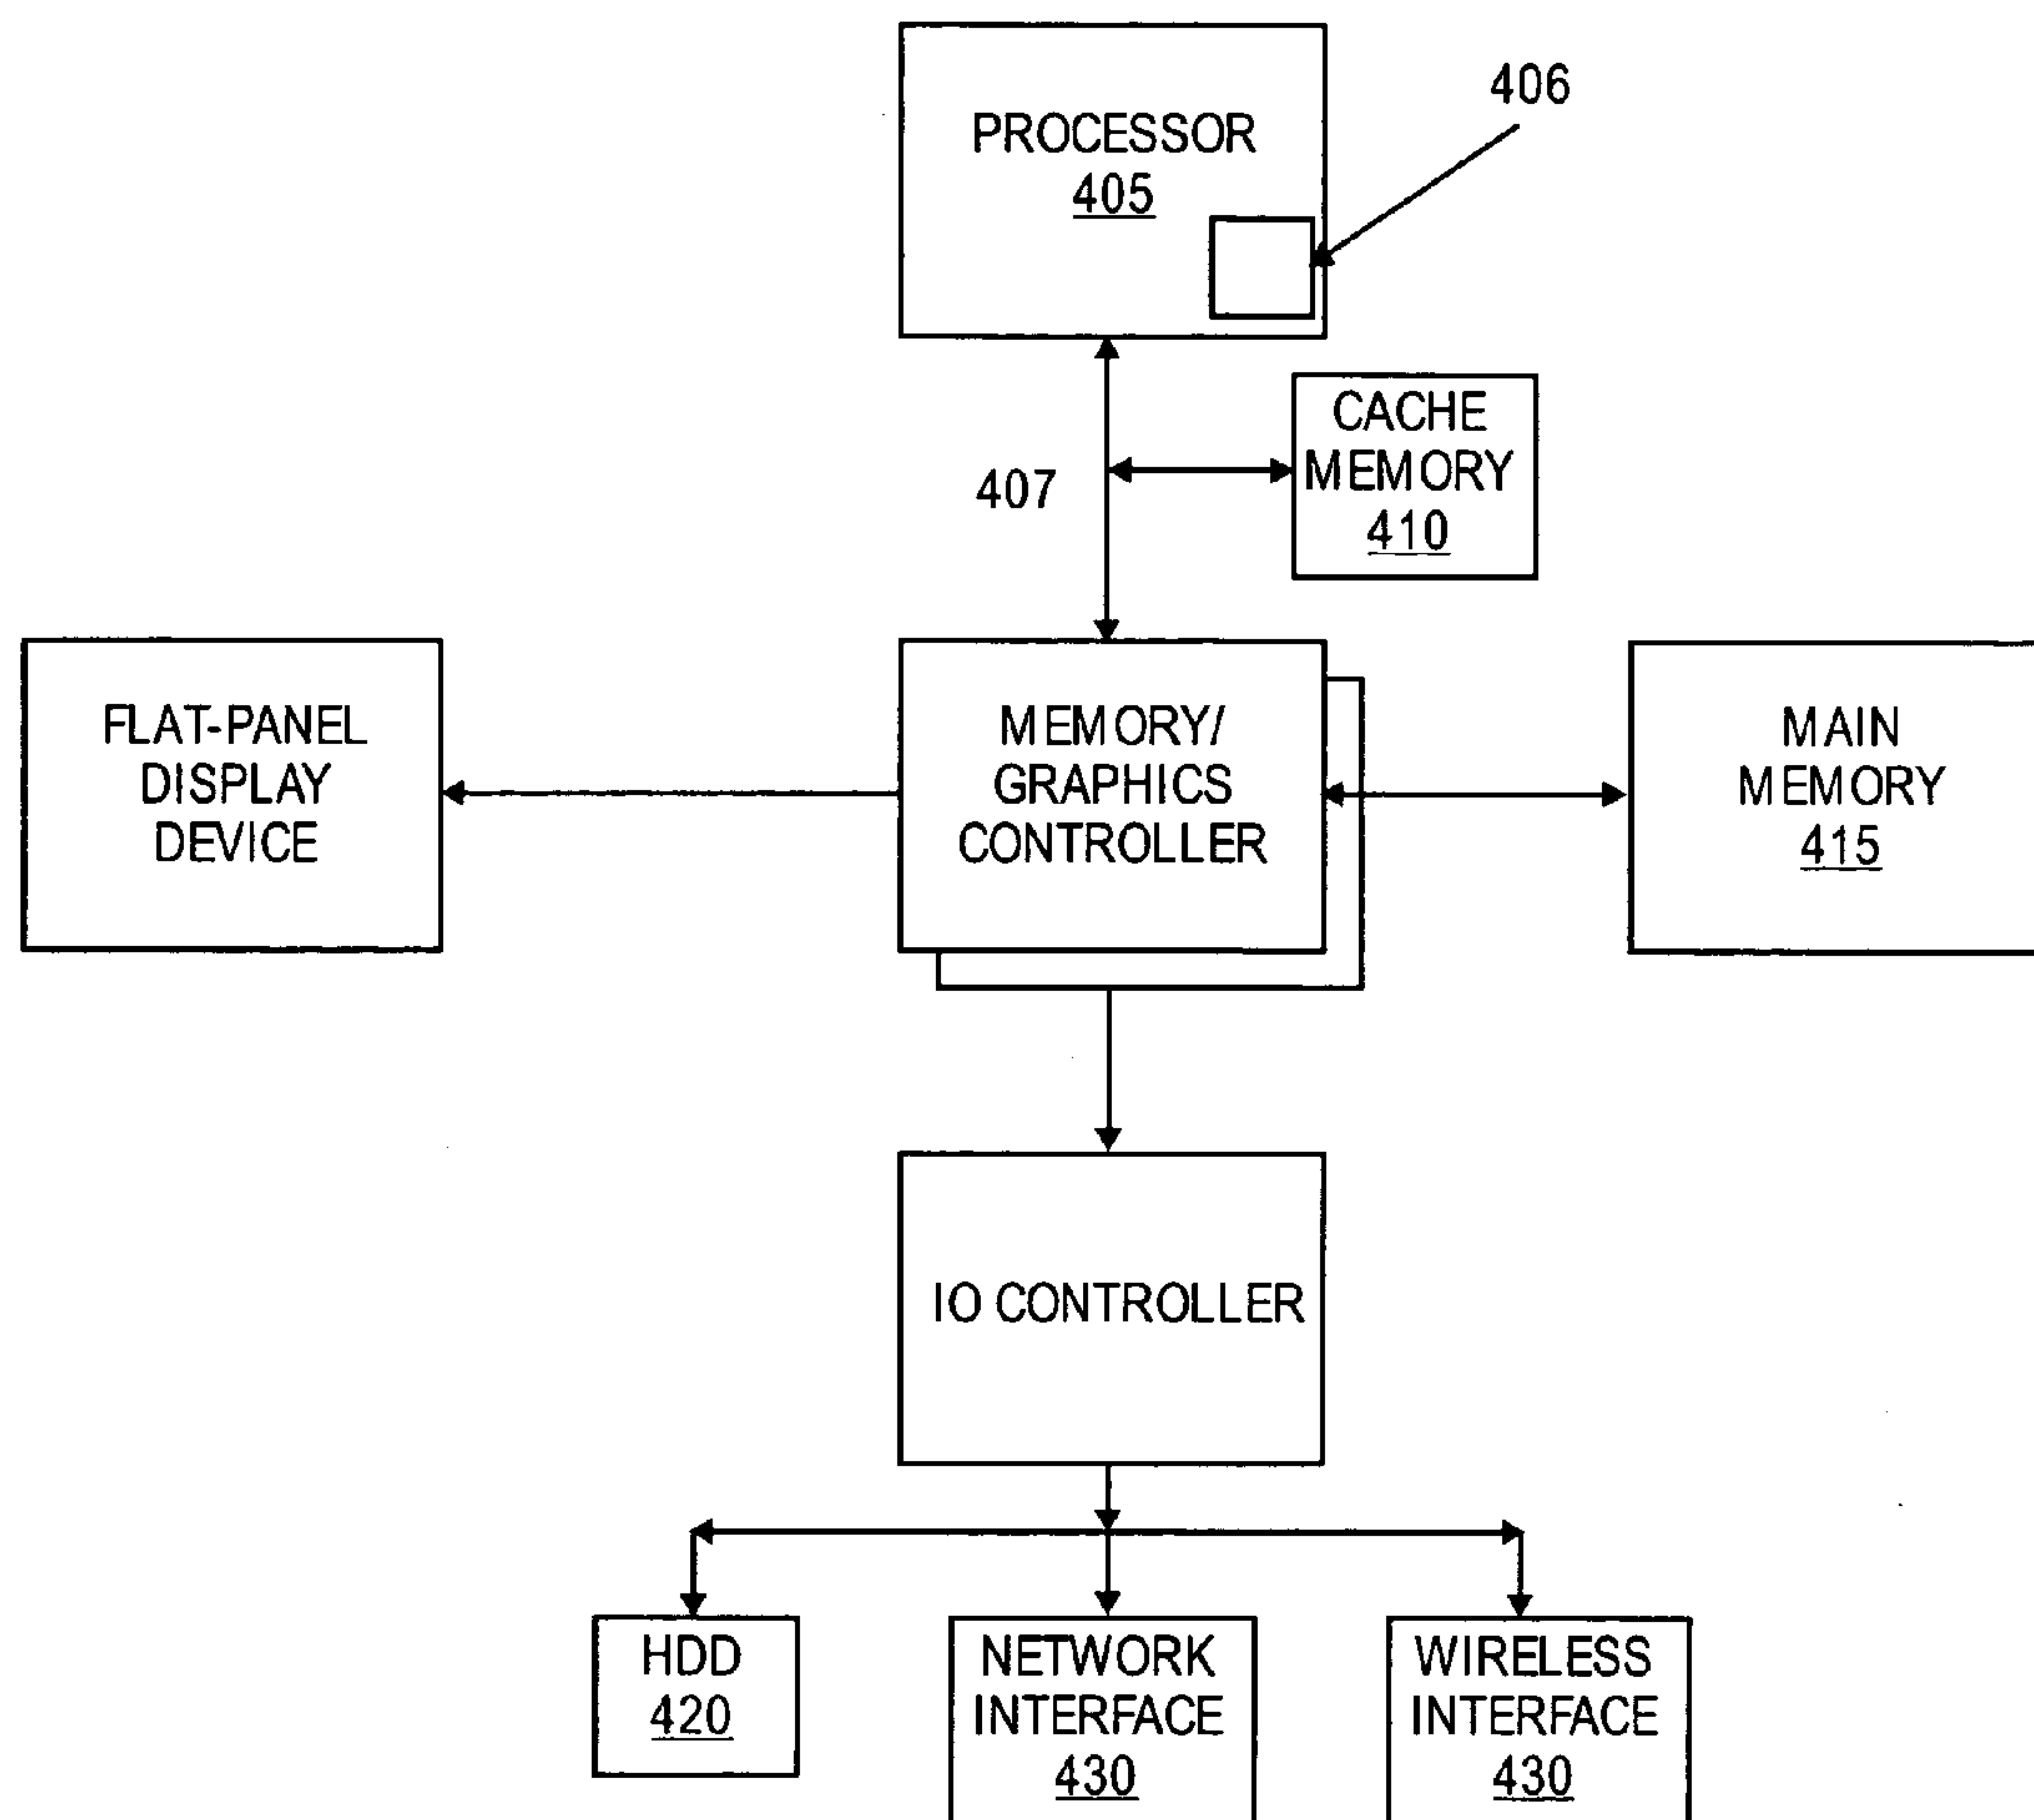 PROCESSOR
405
406
407
CACHE
MEMORY
410
FLAT-PANEL
DISPLAY
DEVICE
MEMORY/
GRAPHICS
CONTROLLER
MAIN
MEMORY
415
IO CONTROLLER
HDD
420
NETWORK
INTERFACE
430
WIRELESS
INTERFACE
430